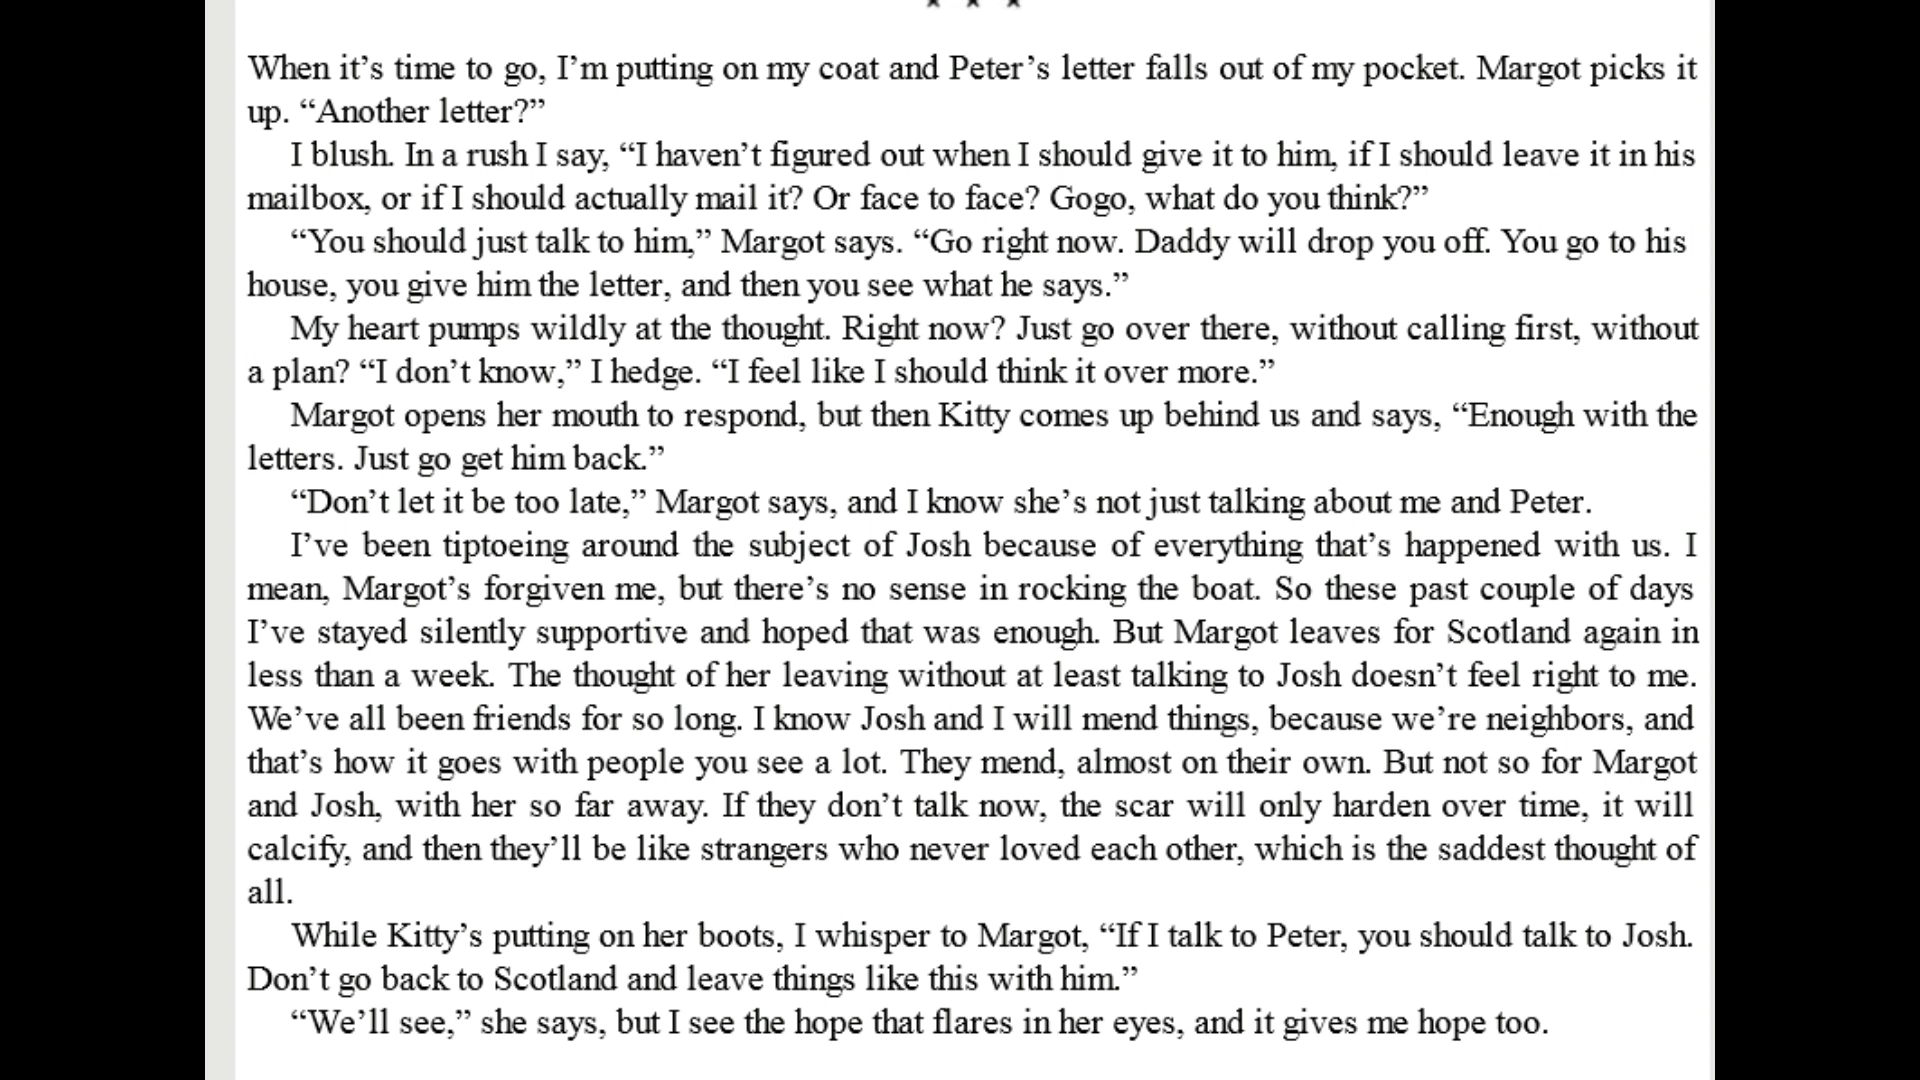 * * *
When it’s time to go, I’m putting on my coat and Peter’s letter falls out of my pocket. Margot picks it
up. “Another letter?”
I blush. In a rush I say, “I haven’t figured out when I should give it to him, if I should leave it in his
mailbox, or if I should actually mail it? Or face to face? Gogo, what do you think?”
“You should just talk to him,” Margot says. “Go right now. Daddy will drop you off. You go to his
house, you give him the letter, and then you see what he says.”
My heart pumps wildly at the thought. Right now? Just go over there, without calling first, without
a plan? “I don’t know,” I hedge. “I feel like I should think it over more.”
Margot opens her mouth to respond, but then Kitty comes up behind us and says, “Enough with the
letters. Just go get him back.”
“Don’t let it be too late,” Margot says, and I know she’s not just talking about me and Peter.
I’ve been tiptoeing around the subject of Josh because of everything that’s happened with us. I
mean, Margot’s forgiven me, but there’s no sense in rocking the boat. So these past couple of days
I’ve stayed silently supportive and hoped that was enough. But Margot leaves for Scotland again in
less than a week. The thought of her leaving without at least talking to Josh doesn’t feel right to me.
We’ve all been friends for so long. I know Josh and I will mend things, because we’re neighbors, and
that’s how it goes with people you see a lot. They mend, almost on their own. But not so for Margot
and Josh, with her so far away. If they don’t talk now, the scar will only harden over time, it will
calcify, and then they’ll be like strangers who never loved each other, which is the saddest thought of
all.
While Kitty’s putting on her boots, I whisper to Margot, “If I talk to Peter, you should talk to Josh.
Don’t go back to Scotland and leave things like this with him.”
“We’ll see,” she says, but I see the hope that flares in her eyes, and it gives me hope too.